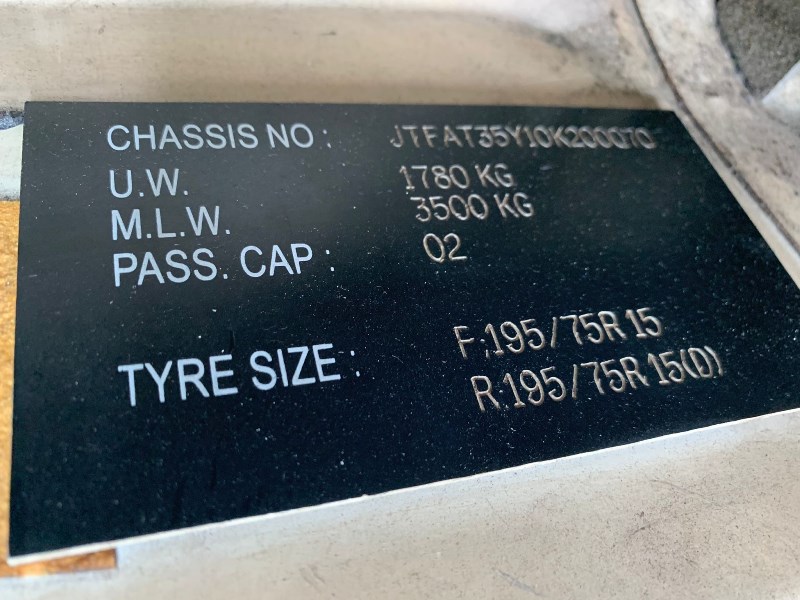 CHASSIS NO : JTFAT35Y10K200070
U.W. 1780 KG
M.L.W. 3500 KG
PASS. CAP : 02
TYRE SIZE : F;195/75R 15
R 195/75R 15(D)